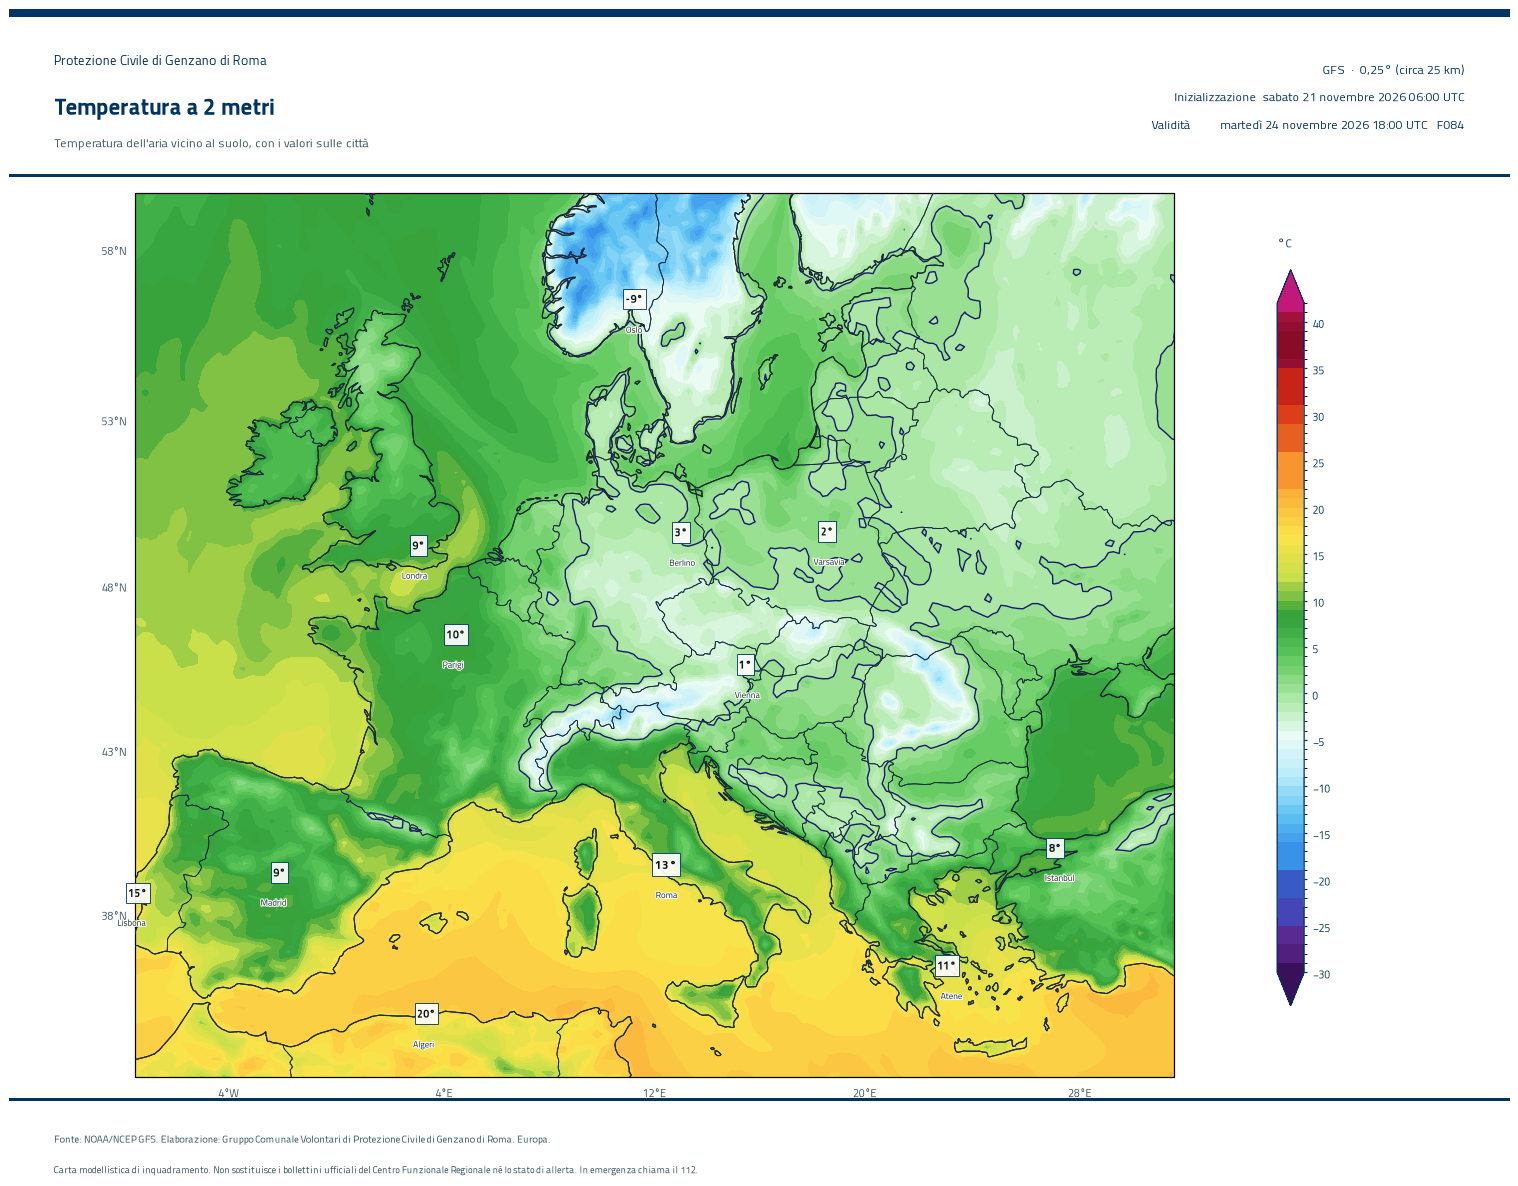 Protezione Civile di Genzano di Roma
Temperatura a 2 metri
Temperatura dell'aria vicino al suolo, con i valori sulle città
GFS · 0,25° (circa 25 km)
Inizializzazione sabato 21 novembre 2026 06:00 UTC
Validità martedì 24 novembre 2026 18:00 UTC F084
58°N
53°N
48°N
43°N
38°N
-9°
Oslo
3°
Berlino
2°
Varsavia
9°
Londra
10°
Parigi
1°
Vienna
8°
Istanbul
13°
Roma
9°
Madrid
15°
Lisbona
11°
Atene
20°
Algeri
4°W
4°E
12°E
20°E
28°E
°C
40
35
30
25
20
15
10
5
0
−5
−10
−15
−20
−25
−30
Fonte: NOAA/NCEP GFS. Elaborazione: Gruppo Comunale Volontari di Protezione Civile di Genzano di Roma. Europa.
Carta modellistica di inquadramento. Non sostituisce i bollettini ufficiali del Centro Funzionale Regionale né lo stato di allerta. In emergenza chiama il 112.